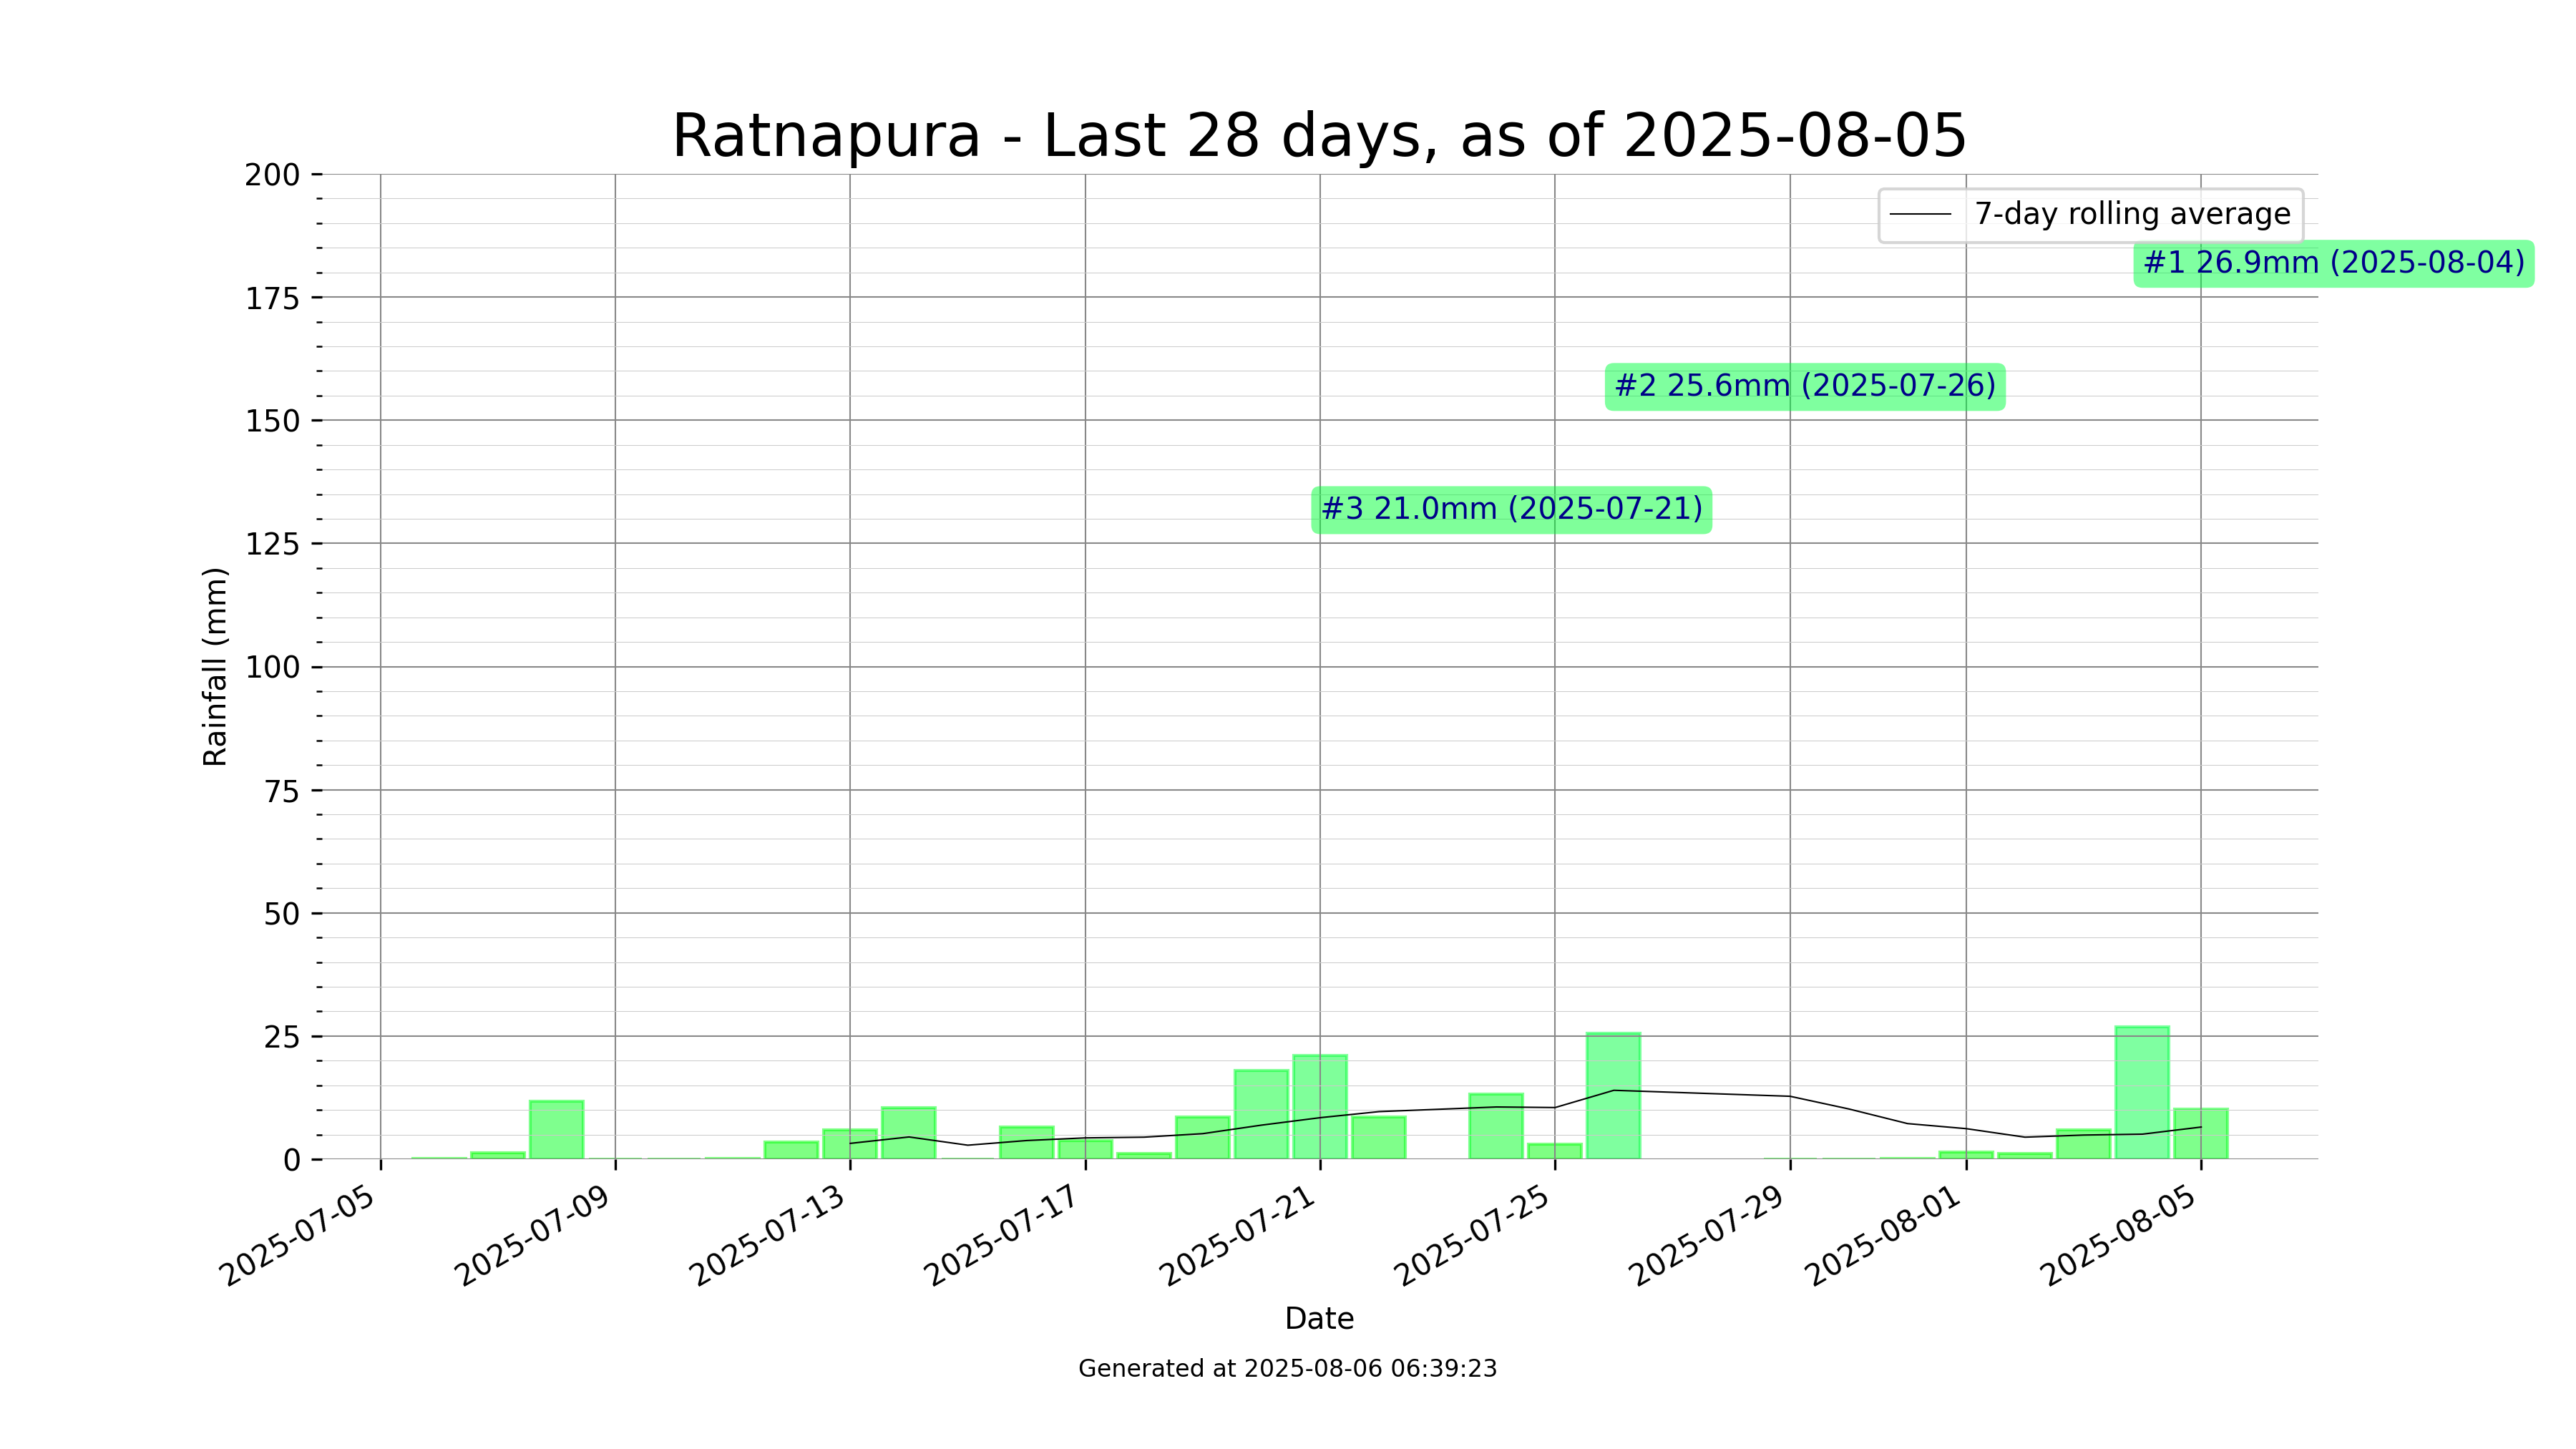 Ratnapura - Last 28 days, as of 2025-08-05
7-day rolling average
#1 26.9mm (2025-08-04)
#2 25.6mm (2025-07-26)
#3 21.0mm (2025-07-21)
Rainfall (mm)
200
175
150
125
100
75
50
25
0
2025-07-05
2025-07-09
2025-07-13
2025-07-17
2025-07-21
2025-07-25
2025-07-29
2025-08-01
2025-08-05
Date
Generated at 2025-08-06 06:39:23